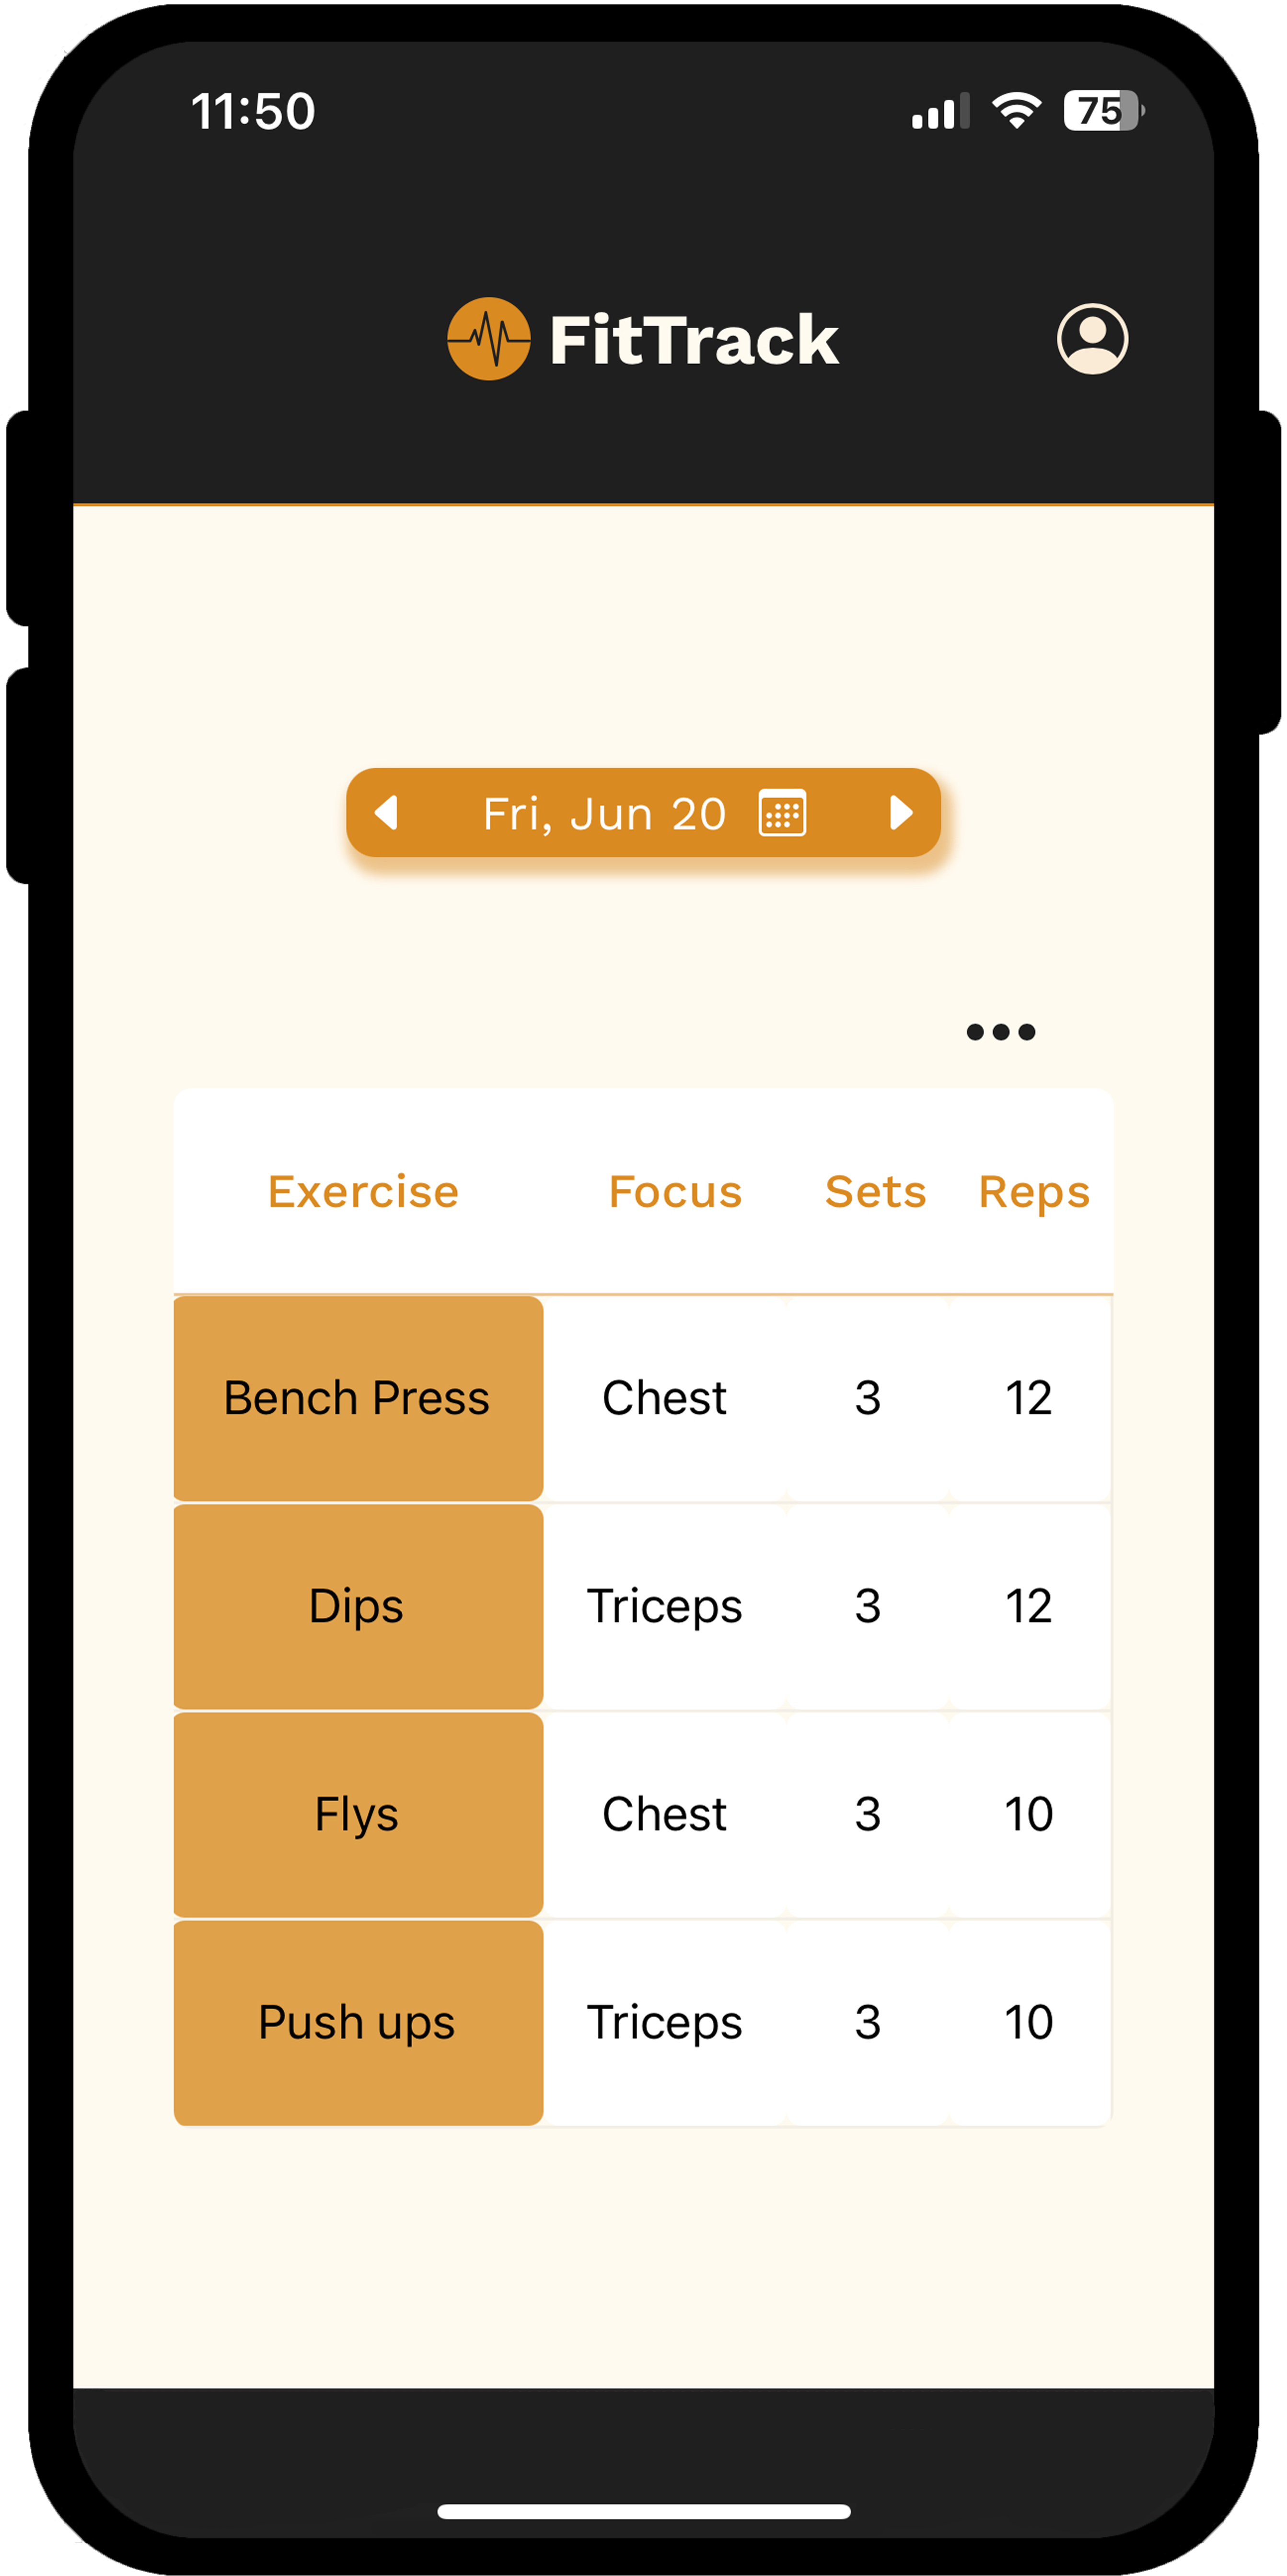 11:50 75
FitTrack
Fri, Jun 20
Exercise Focus Sets Reps
Bench Press Chest 3 12
Dips Triceps 3 12
Flys Chest 3 10
Push ups Triceps 3 10